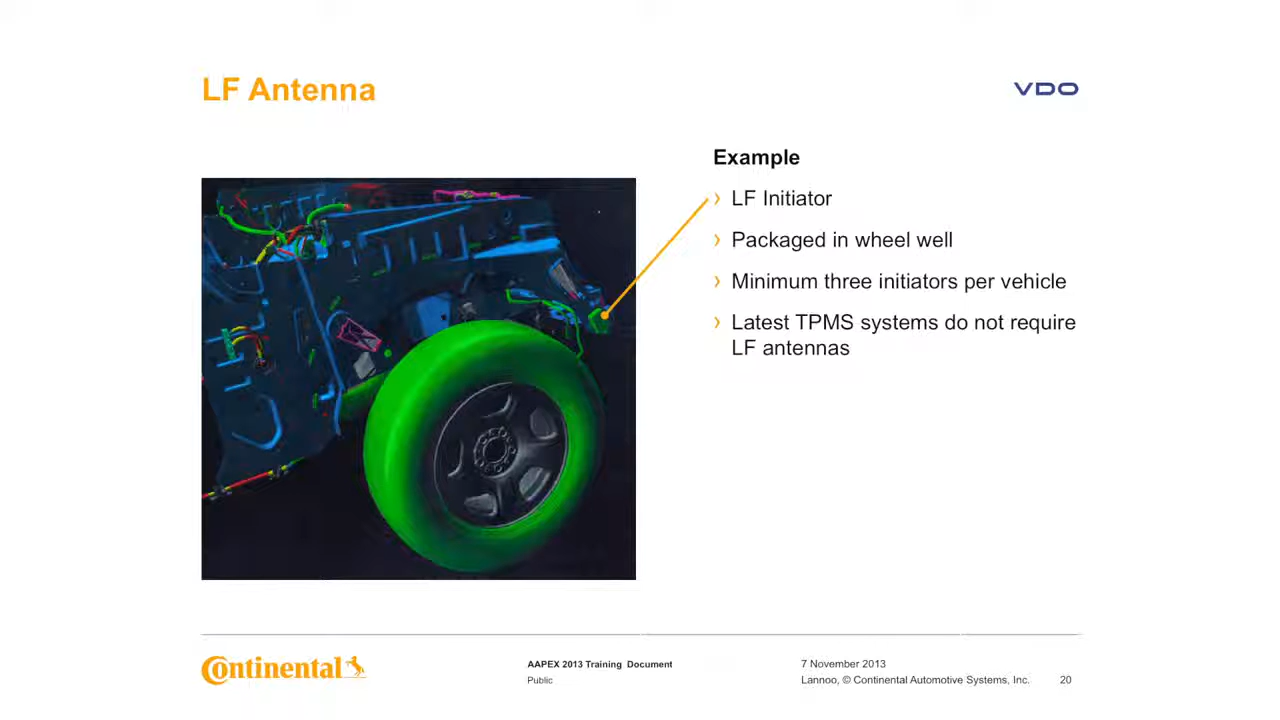 LF Antenna
VDO
Example
› LF Initiator
› Packaged in wheel well
› Minimum three initiators per vehicle
› Latest TPMS systems do not require
LF antennas
Continental
AAPEX 2013 Training Document
Public
7 November 2013
Lannoo, © Continental Automotive Systems, Inc.
20